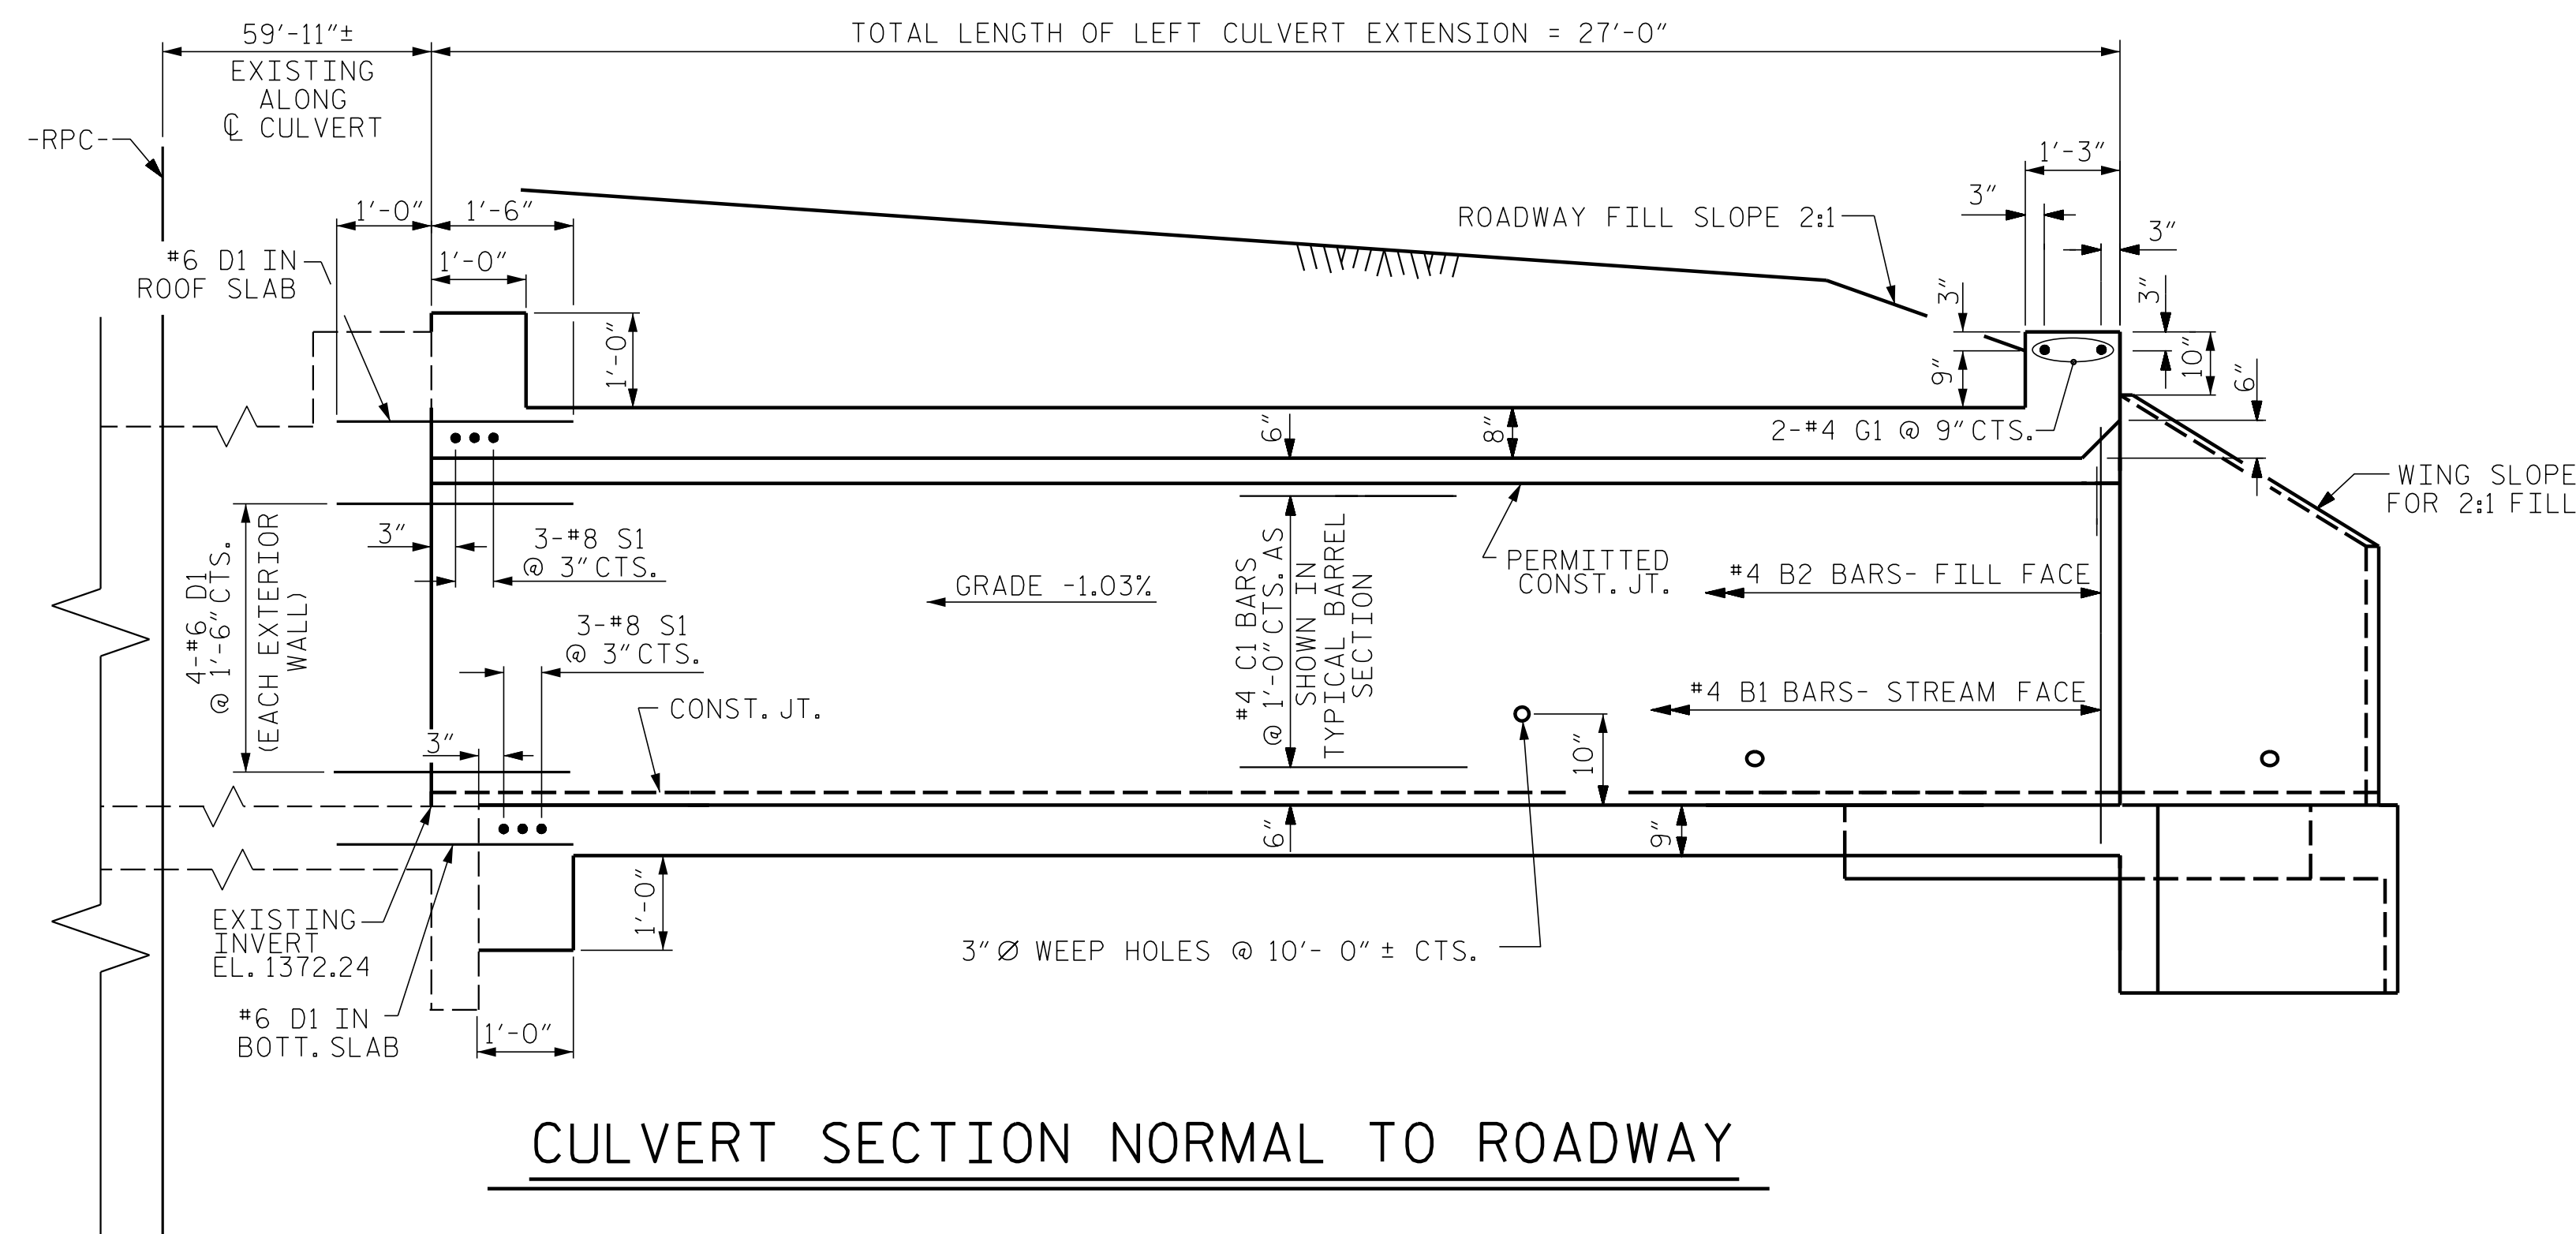 59'-11"±
EXISTING
ALONG
℄ CULVERT
TOTAL LENGTH OF LEFT CULVERT EXTENSION = 27'-0"
-RPC-
1'-0"
1'-6"
1'-0"
#6 D1 IN
ROOF SLAB
1'-0"
ROADWAY FILL SLOPE 2:1
1'-3"
3"
3"
3"
3"
9"
10"
6"
2-#4 G1 @ 9" CTS.
6"
8"
WING SLOPE
FOR 2:1 FILL
4-#6 D1
@ 1'-6" CTS.
(EACH EXTERIOR
WALL)
3"
3-#8 S1
@ 3" CTS.
3-#8 S1
@ 3" CTS.
GRADE -1.03%
#4 C1 BARS
@ 1'-0" CTS. AS
SHOWN IN
TYPICAL BARREL
SECTION
PERMITTED
CONST. JT.
#4 B2 BARS- FILL FACE
#4 B1 BARS- STREAM FACE
CONST. JT.
3"
10"
6"
9"
1'-0"
EXISTING
INVERT
EL. 1372.24
3" Ø WEEP HOLES @ 10'- 0" ± CTS.
#6 D1 IN
BOTT. SLAB
1'-0"
CULVERT SECTION NORMAL TO ROADWAY